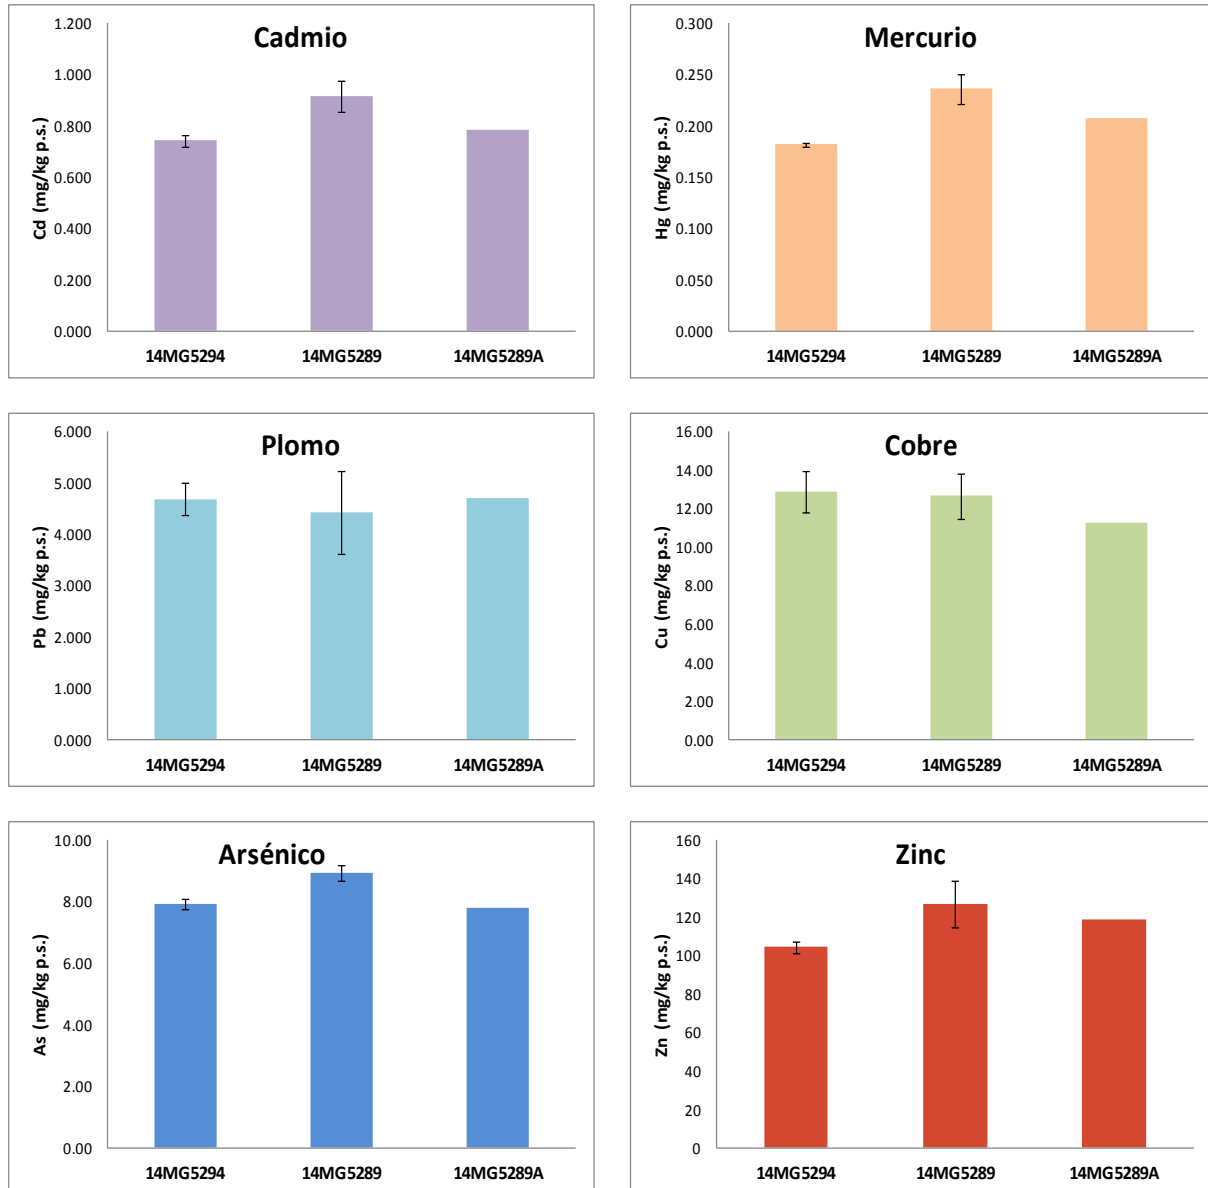 Cadmio
Cd (mg/kg p.s.)
1.200
1.000
0.800
0.600
0.400
0.200
0.000
14MG5294 14MG5289 14MG5289A
Mercurio
Hg (mg/kg p.s.)
0.300
0.250
0.200
0.150
0.100
0.050
0.000
14MG5294 14MG5289 14MG5289A
Plomo
Pb (mg/kg p.s.)
6.000
5.000
4.000
3.000
2.000
1.000
0.000
14MG5294 14MG5289 14MG5289A
Cobre
Cu (mg/kg p.s.)
16.00
14.00
12.00
10.00
8.00
6.00
4.00
2.00
0.00
14MG5294 14MG5289 14MG5289A
Arsénico
As (mg/kg p.s.)
10.00
8.00
6.00
4.00
2.00
0.00
14MG5294 14MG5289 14MG5289A
Zinc
Zn (mg/kg p.s.)
160
140
120
100
80
60
40
20
0
14MG5294 14MG5289 14MG5289A